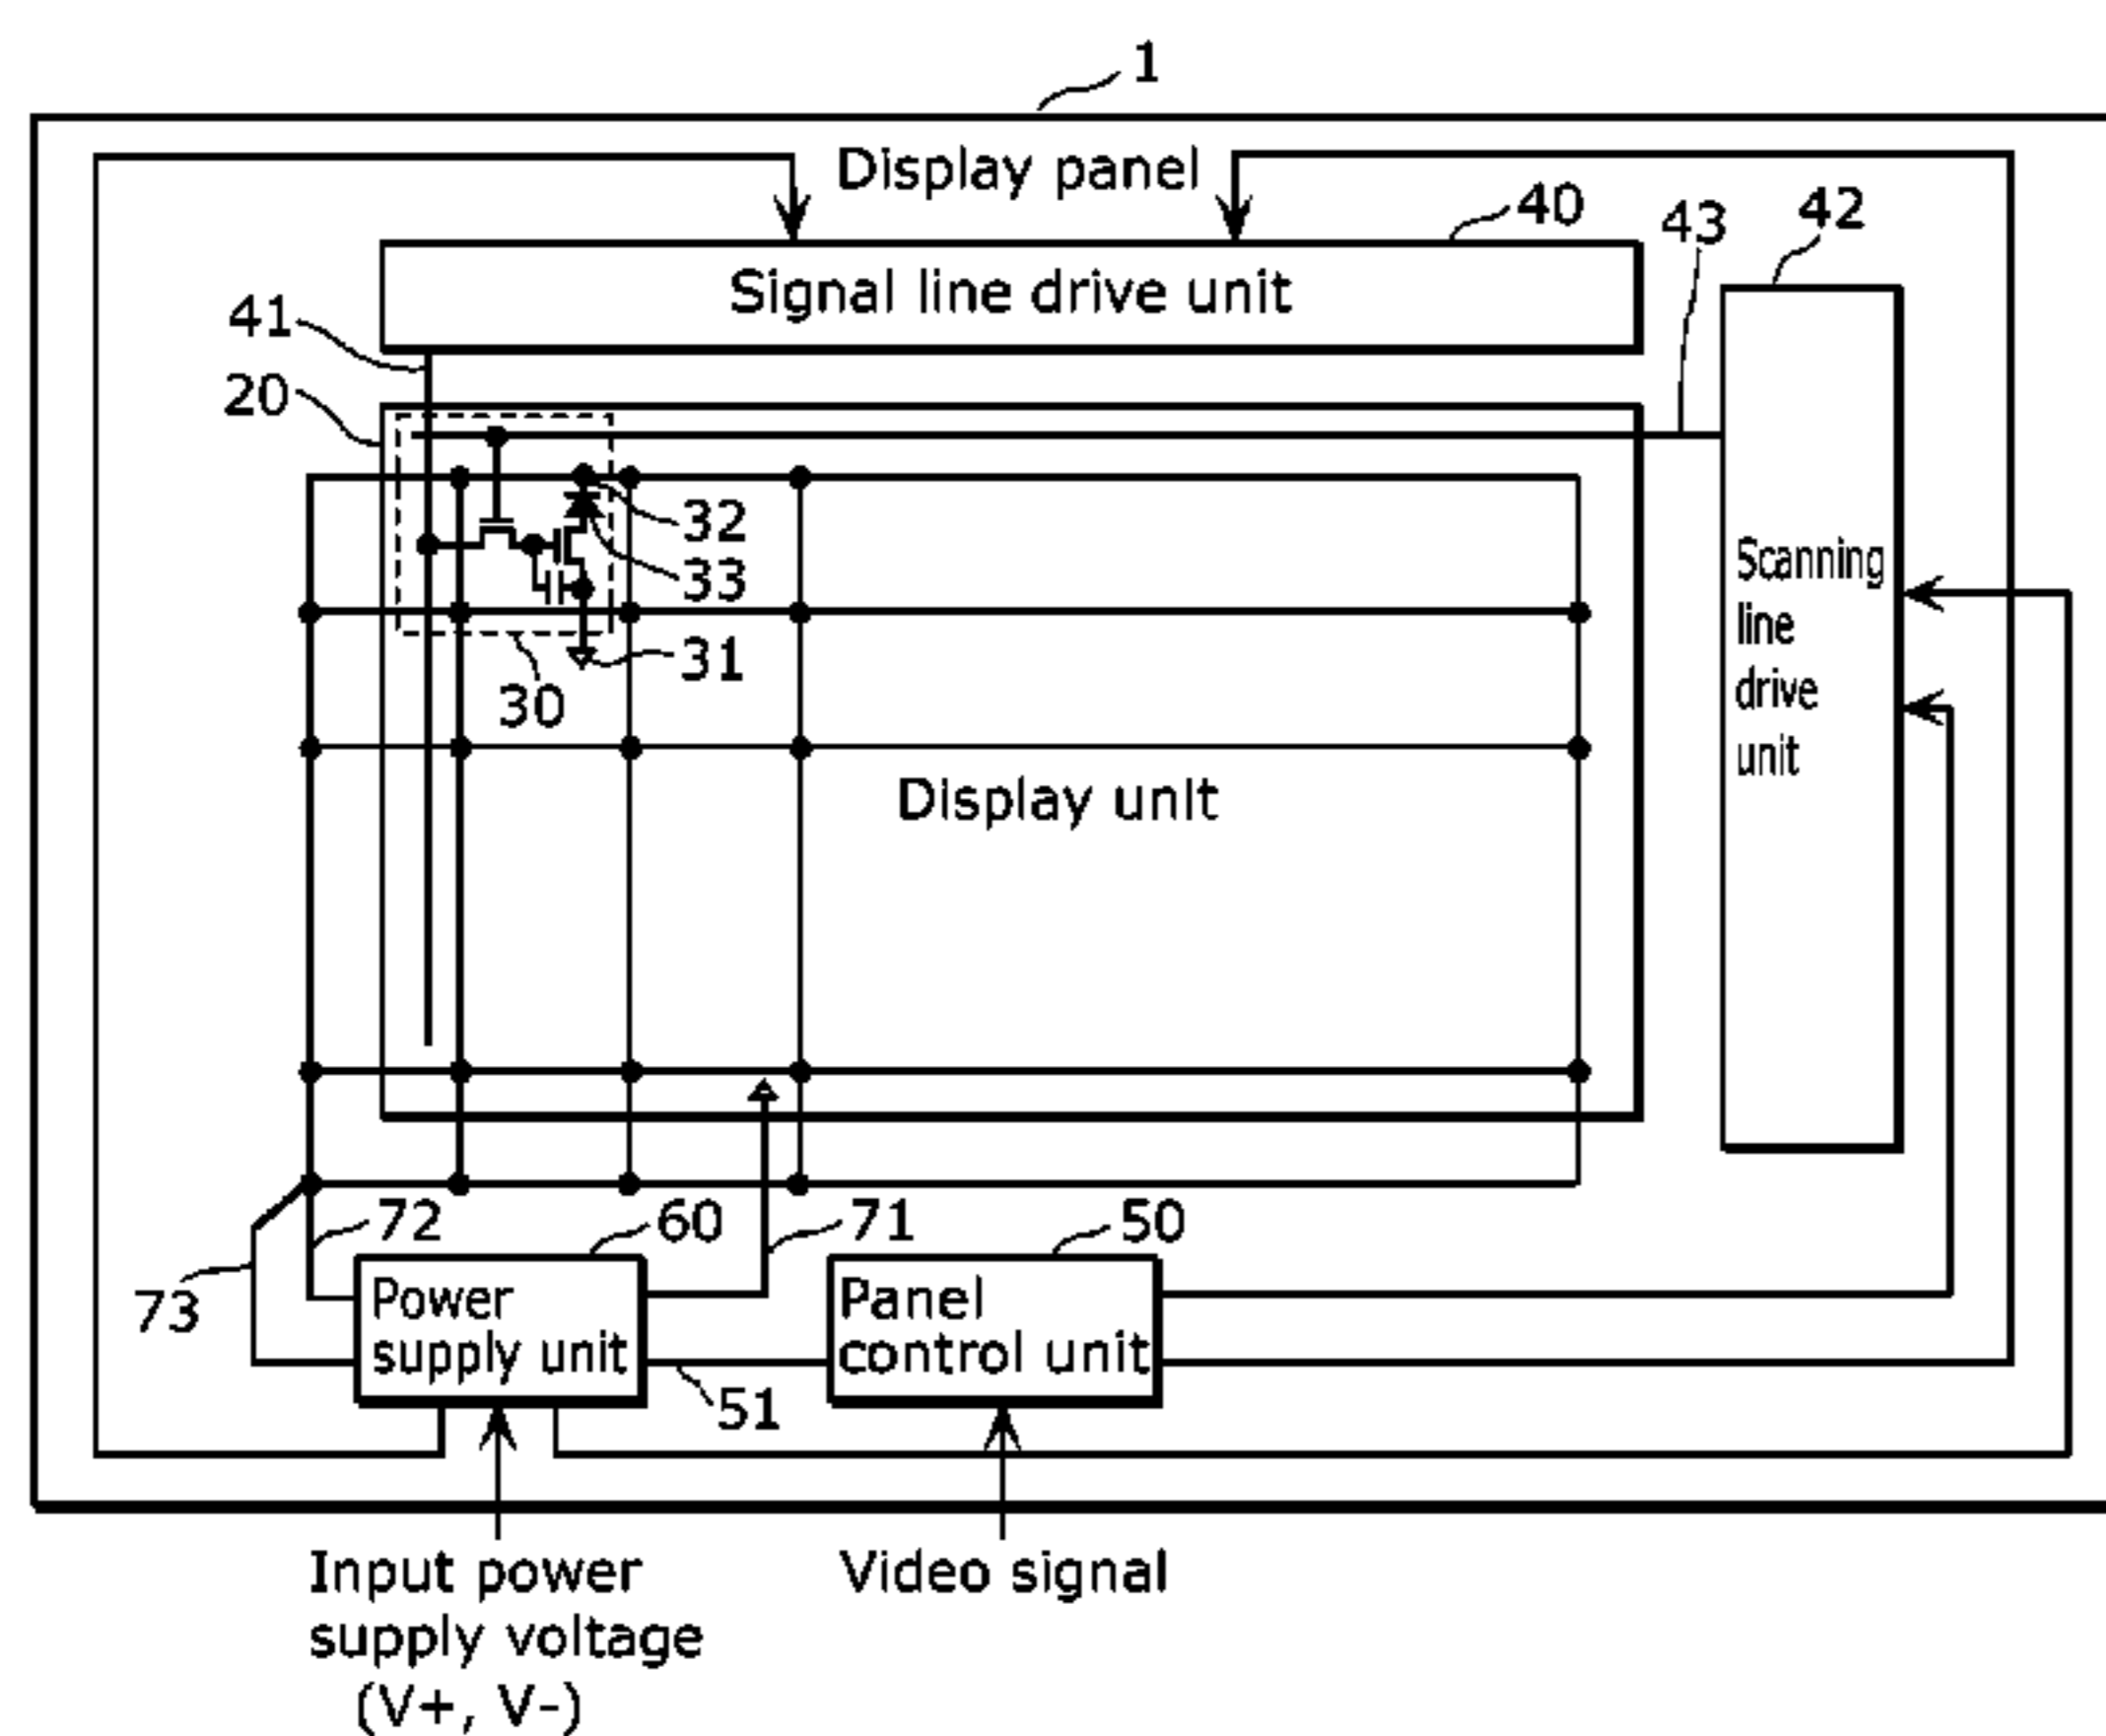 1
Display panel
40
43
42
Signal line drive unit
41
20
32
33
31
30
Scanning
line
drive
unit
Display unit
72
60
71
50
73
Power
supply unit
Panel
control unit
51
Input power
supply voltage
(V+, V-)
Video signal